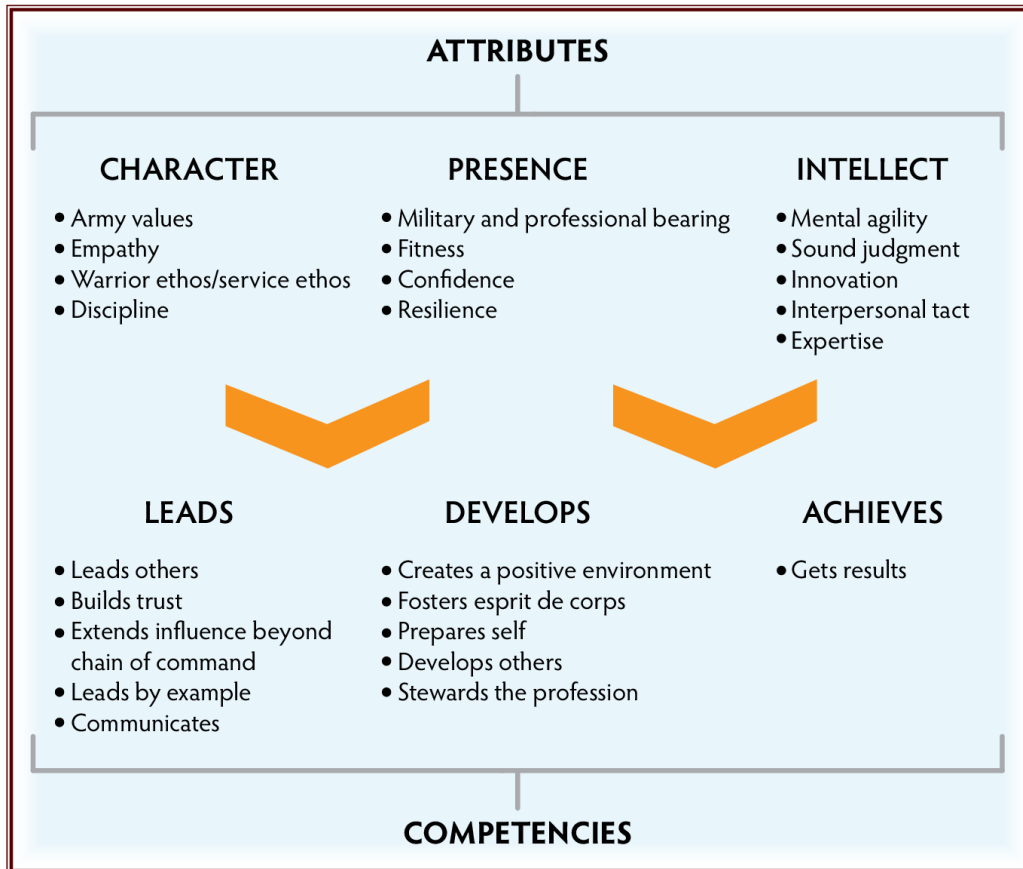 ATTRIBUTES
CHARACTER
• Army values
• Empathy
• Warrior ethos/service ethos
• Discipline
PRESENCE
• Military and professional bearing
• Fitness
• Confidence
• Resilience
INTELLECT
• Mental agility
• Sound judgment
• Innovation
• Interpersonal tact
• Expertise
LEADS
• Leads others
• Builds trust
• Extends influence beyond
chain of command
• Leads by example
• Communicates
DEVELOPS
• Creates a positive environment
• Fosters esprit de corps
• Prepares self
• Develops others
• Stewards the profession
ACHIEVES
• Gets results
COMPETENCIES